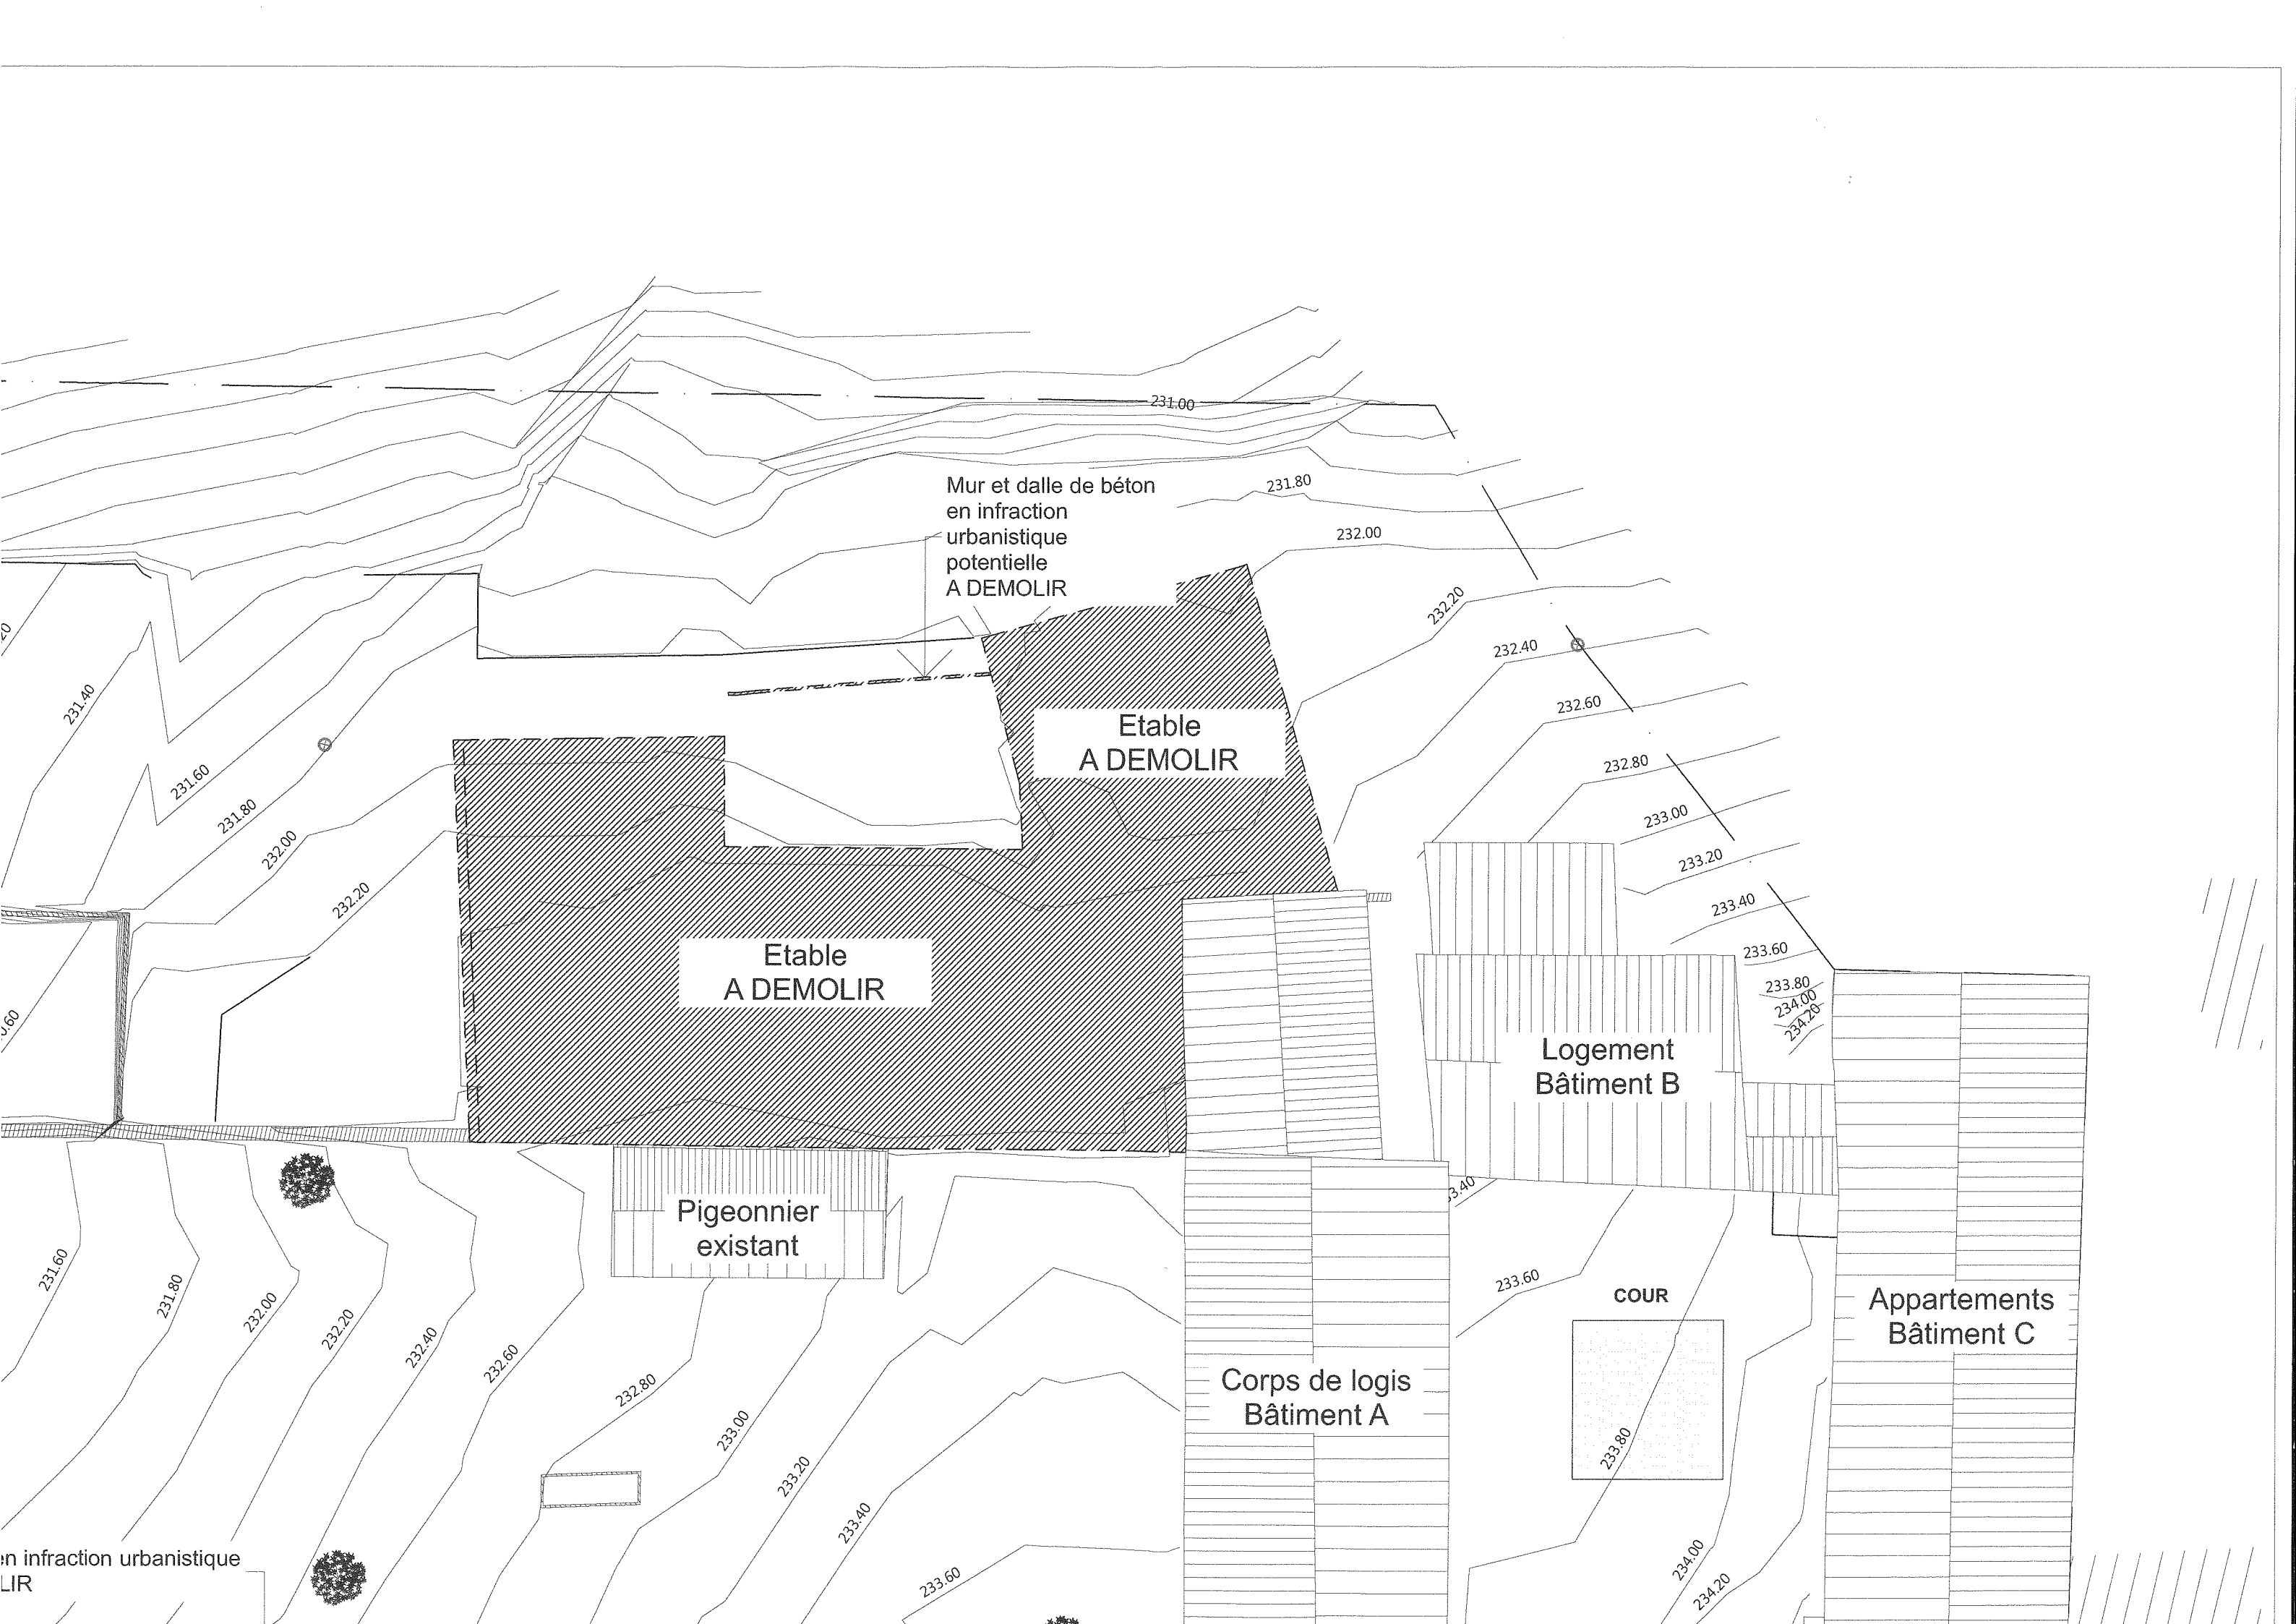 231.00
Mur et dalle de béton
en infraction
urbanistique
potentielle
A DEMOLIR
231.80
232.00
232.20
232.40
232.60
232.80
233.00
233.20
233.40
233.60
233.80
234.00
234.20
231.40
231.60
231.80
232.00
232.20
Etable
A DEMOLIR
Etable
A DEMOLIR
Logement
Bâtiment B
Pigeonnier
existant
COUR
Appartements
Bâtiment C
Corps de logis
Bâtiment A
231.60
231.80
232.00
232.20
232.40
232.60
232.80
233.00
233.20
233.40
233.60
3.40
233.60
233.80
234.00
234.20
en infraction urbanistique
LIR
20
.60